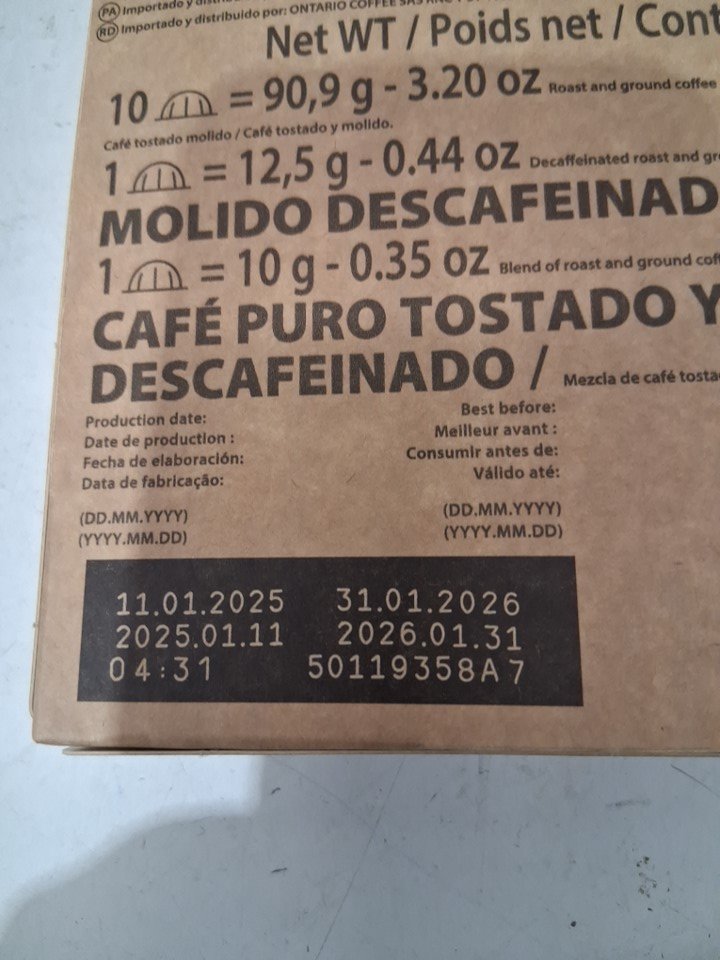 PA Importado y
RD Importado y distribuido por: ONTARIO COFFEE SAS
Net WT / Poids net / Cont
10 = 90,9 g - 3.20 oz Roast and ground coffee
Café tostado molido / Café tostado y molido.
1 = 12,5 g - 0.44 oz Decaffeinated roast and gr
MOLIDO DESCAFEINAD
1 = 10 g - 0.35 oz Blend of roast and ground cof
CAFÉ PURO TOSTADO Y
DESCAFEINADO / Mezcla de café tosta
Production date:
Date de production :
Fecha de elaboración:
Data de fabricação:
(DD.MM.YYYY)
(YYYY.MM.DD)
Best before:
Meilleur avant :
Consumir antes de:
Válido até:
(DD.MM.YYYY)
(YYYY.MM.DD)
11.01.2025 31.01.2026
2025.01.11 2026.01.31
04:31 50119358A7